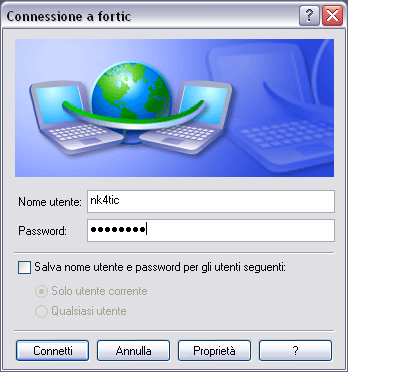 Connessione a fortic
?
Nome utente: nk4tic
Password: ●●●●●●●●
Salva nome utente e password per gli utenti seguenti:
Solo utente corrente
Qualsiasi utente
Connetti Annulla Proprietà ?